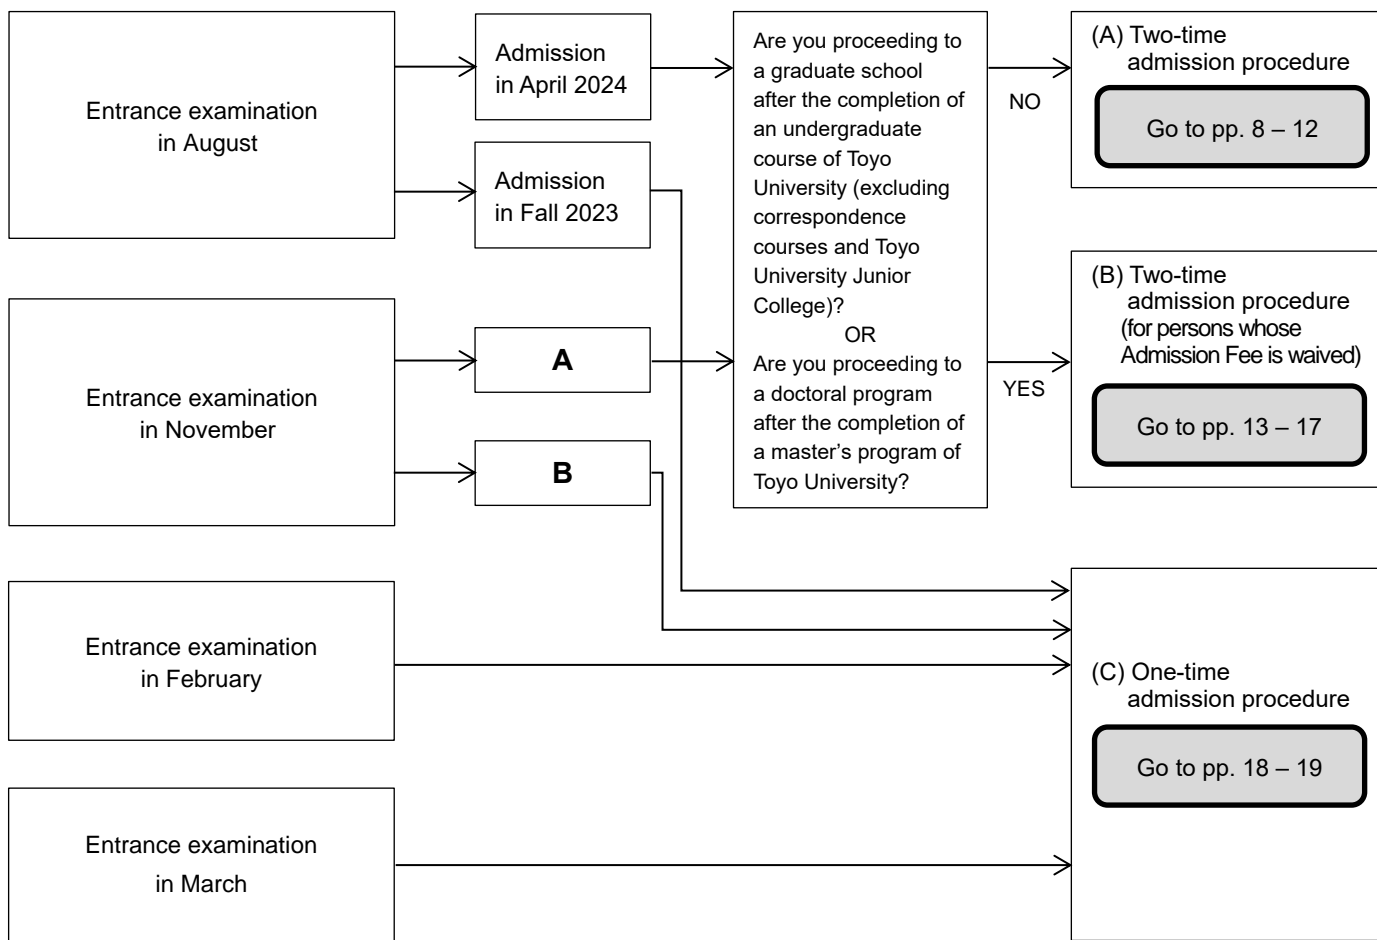 Entrance examination
in August
Admission
in April 2024
Admission
in Fall 2023
Entrance examination
in November
A
B
Are you proceeding to
a graduate school
after the completion of
an undergraduate
course of Toyo
University (excluding
correspondence
courses and Toyo
University Junior
College)?
OR
Are you proceeding to
a doctoral program
after the completion of
a master’s program of
Toyo University?
NO
YES
(A) Two-time
admission procedure
Go to pp. 8 – 12
(B) Two-time
admission procedure
(for persons whose
Admission Fee is waived)
Go to pp. 13 – 17
Entrance examination
in February
Entrance examination
in March
(C) One-time
admission procedure
Go to pp. 18 – 19